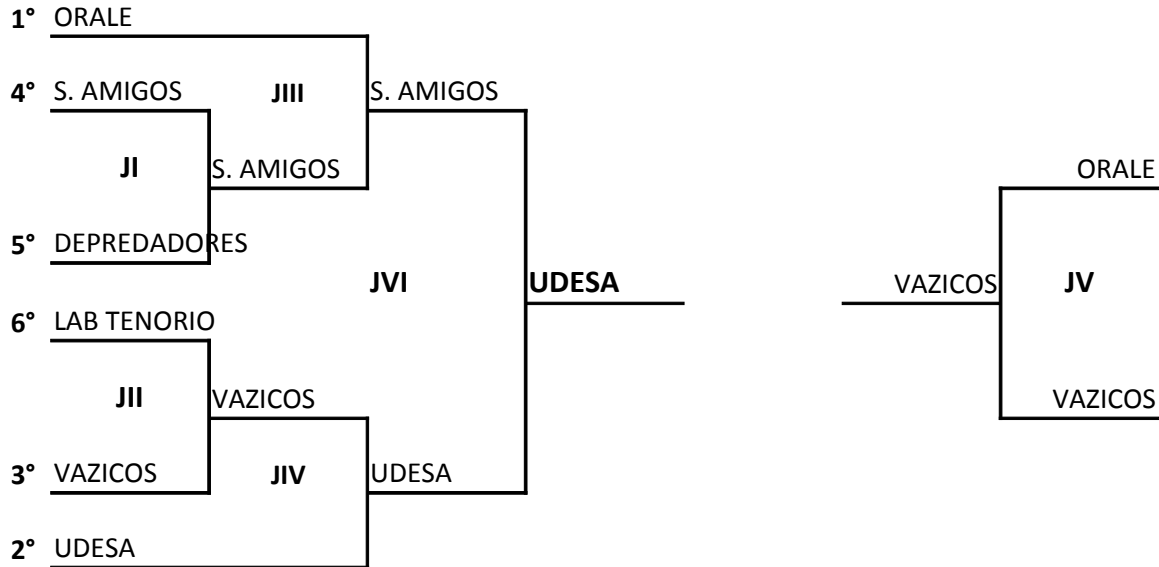 1° ORALE
4° S. AMIGOS JIII S. AMIGOS
JI S. AMIGOS ORALE
5° DEPREDADORES
JVI UDESA VAZICOS JV
6° LAB TENORIO
JII VAZICOS VAZICOS
3° VAZICOS JIV UDESA
2° UDESA